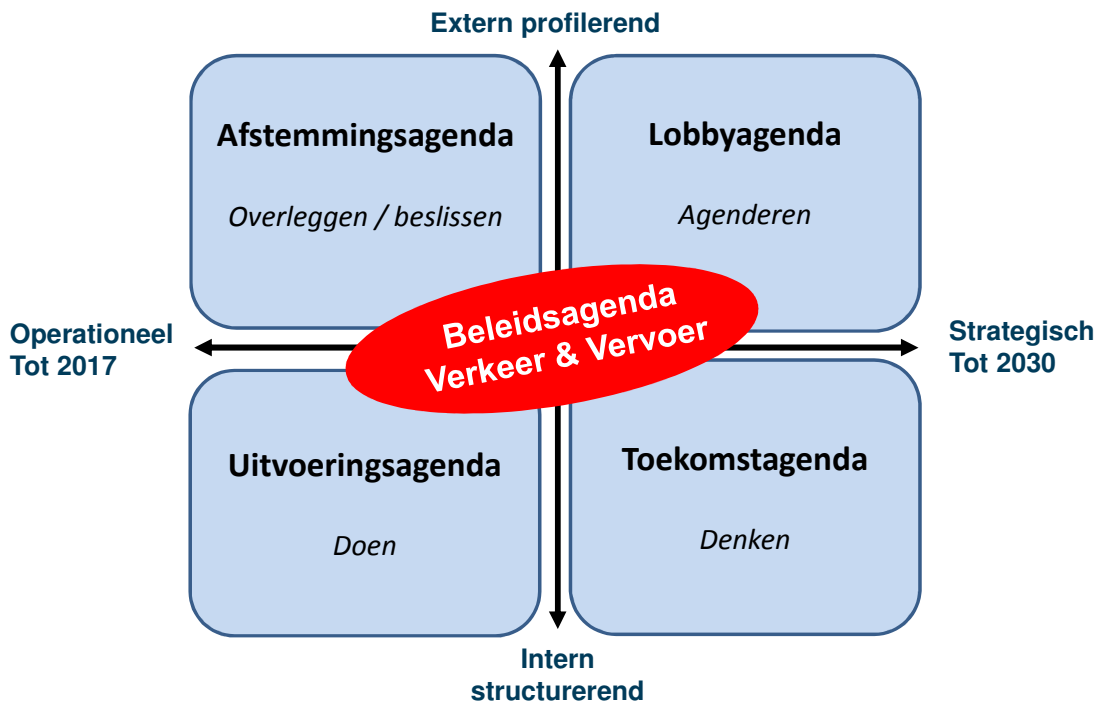 Extern profilerend
Afstemmingsagenda
Overleggen / beslissen
Lobbyagenda
Agenderen
Operationeel
Tot 2017
Beleidsagenda
Verkeer & Vervoer
Strategisch
Tot 2030
Uitvoeringsagenda
Doen
Toekomstagenda
Denken
Intern
structurerend